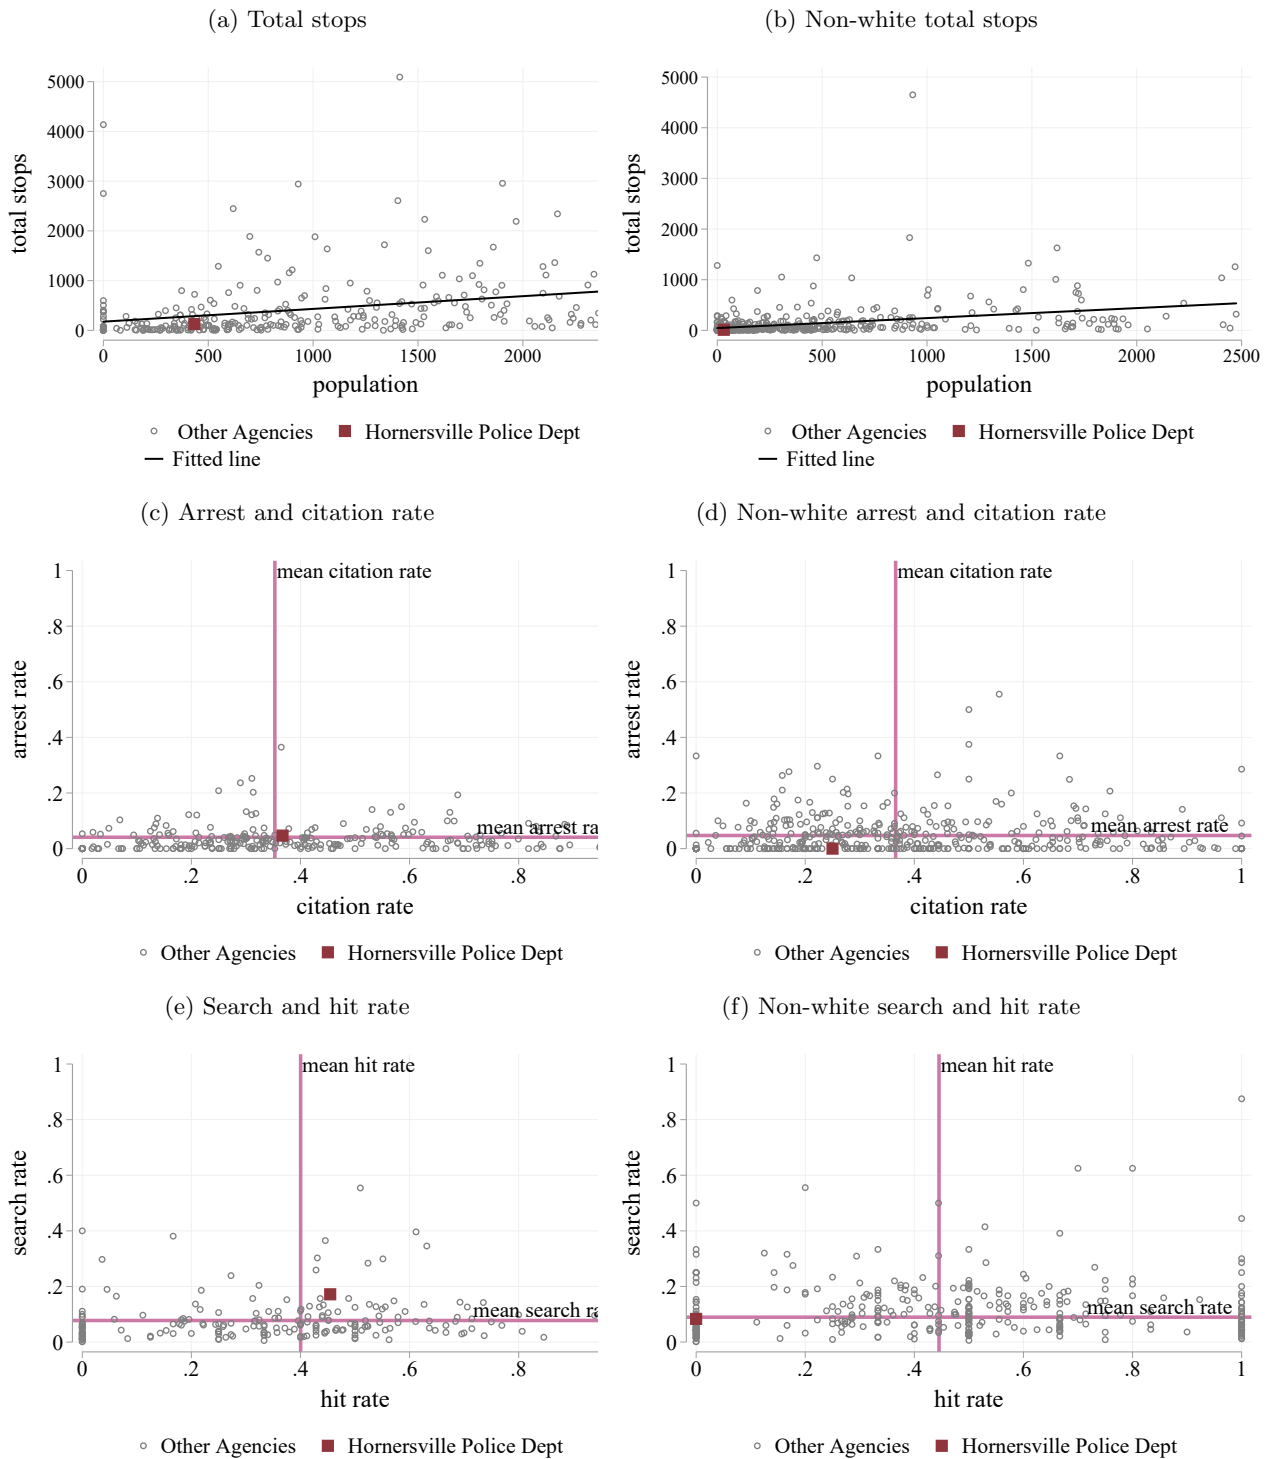 (a) Total stops
(b) Non-white total stops
total stops
5000
4000
3000
2000
1000
0
0 500 1000 1500 2000
population
Other Agencies Hornersville Police Dept
Fitted line
total stops
5000
4000
3000
2000
1000
0
0 500 1000 1500 2000 2500
population
Other Agencies Hornersville Police Dept
Fitted line
(c) Arrest and citation rate
(d) Non-white arrest and citation rate
arrest rate
1
.8
.6
.4
.2
0
mean citation rate
mean arrest ra
0 .2 .4 .6 .8
citation rate
Other Agencies Hornersville Police Dept
arrest rate
1
.8
.6
.4
.2
0
mean citation rate
mean arrest rate
0 .2 .4 .6 .8 1
citation rate
Other Agencies Hornersville Police Dept
(e) Search and hit rate
(f) Non-white search and hit rate
search rate
1
.8
.6
.4
.2
0
mean hit rate
mean search ra
0 .2 .4 .6 .8
hit rate
Other Agencies Hornersville Police Dept
search rate
1
.8
.6
.4
.2
0
mean hit rate
mean search rate
0 .2 .4 .6 .8 1
hit rate
Other Agencies Hornersville Police Dept